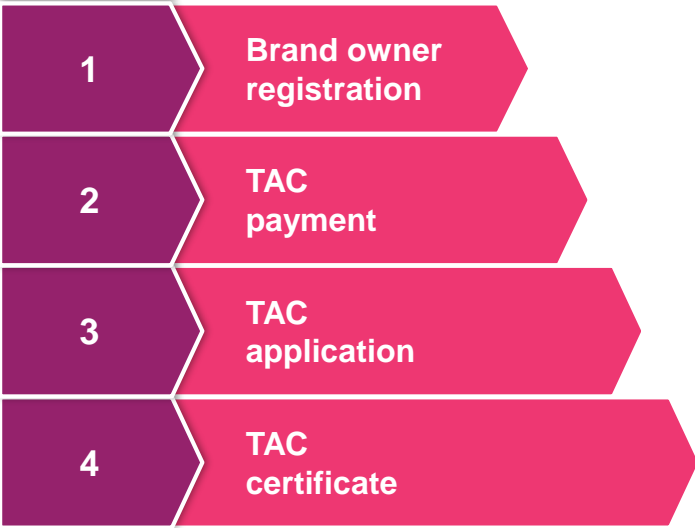 1
Brand owner
registration
2
TAC
payment
3
TAC
application
4
TAC
certificate